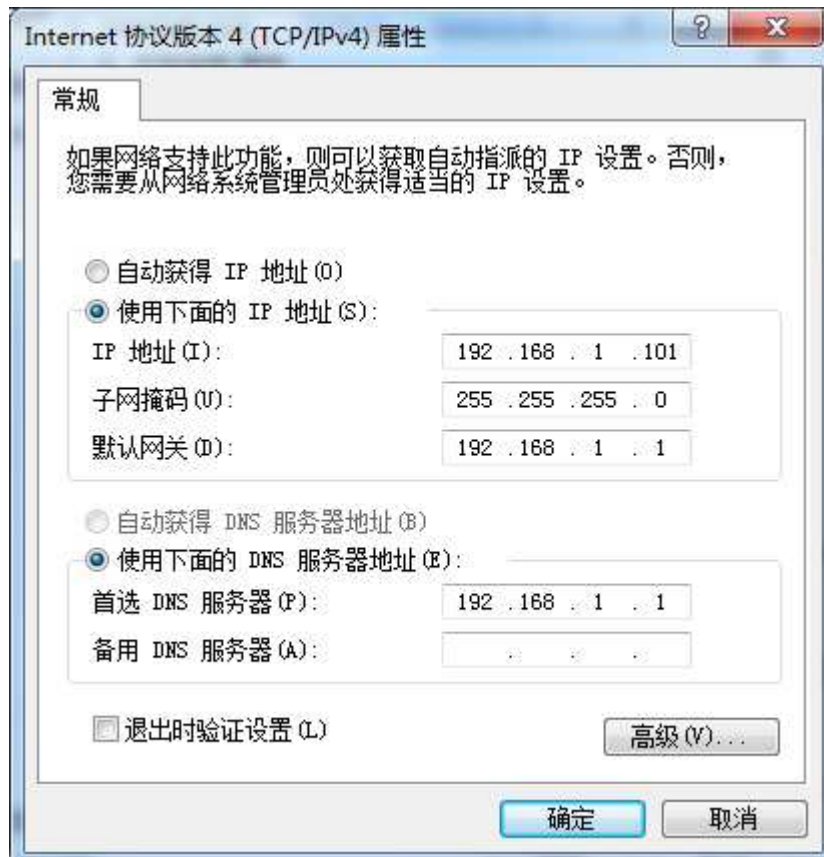 Internet 协议版本 4 (TCP/IPv4) 属性
常规
如果网络支持此功能，则可以获取自动指派的 IP 设置。否则，
您需要从网络系统管理员处获得适当的 IP 设置。
自动获得 IP 地址(O)
使用下面的 IP 地址(S):
IP 地址(I): 192 .168 . 1 .101
子网掩码(U): 255 .255 .255 . 0
默认网关(D): 192 .168 . 1 . 1
自动获得 DNS 服务器地址(B)
使用下面的 DNS 服务器地址(E):
首选 DNS 服务器(P): 192 .168 . 1 . 1
备用 DNS 服务器(A): . . .
退出时验证设置(L)
高级(V)...
确定 取消